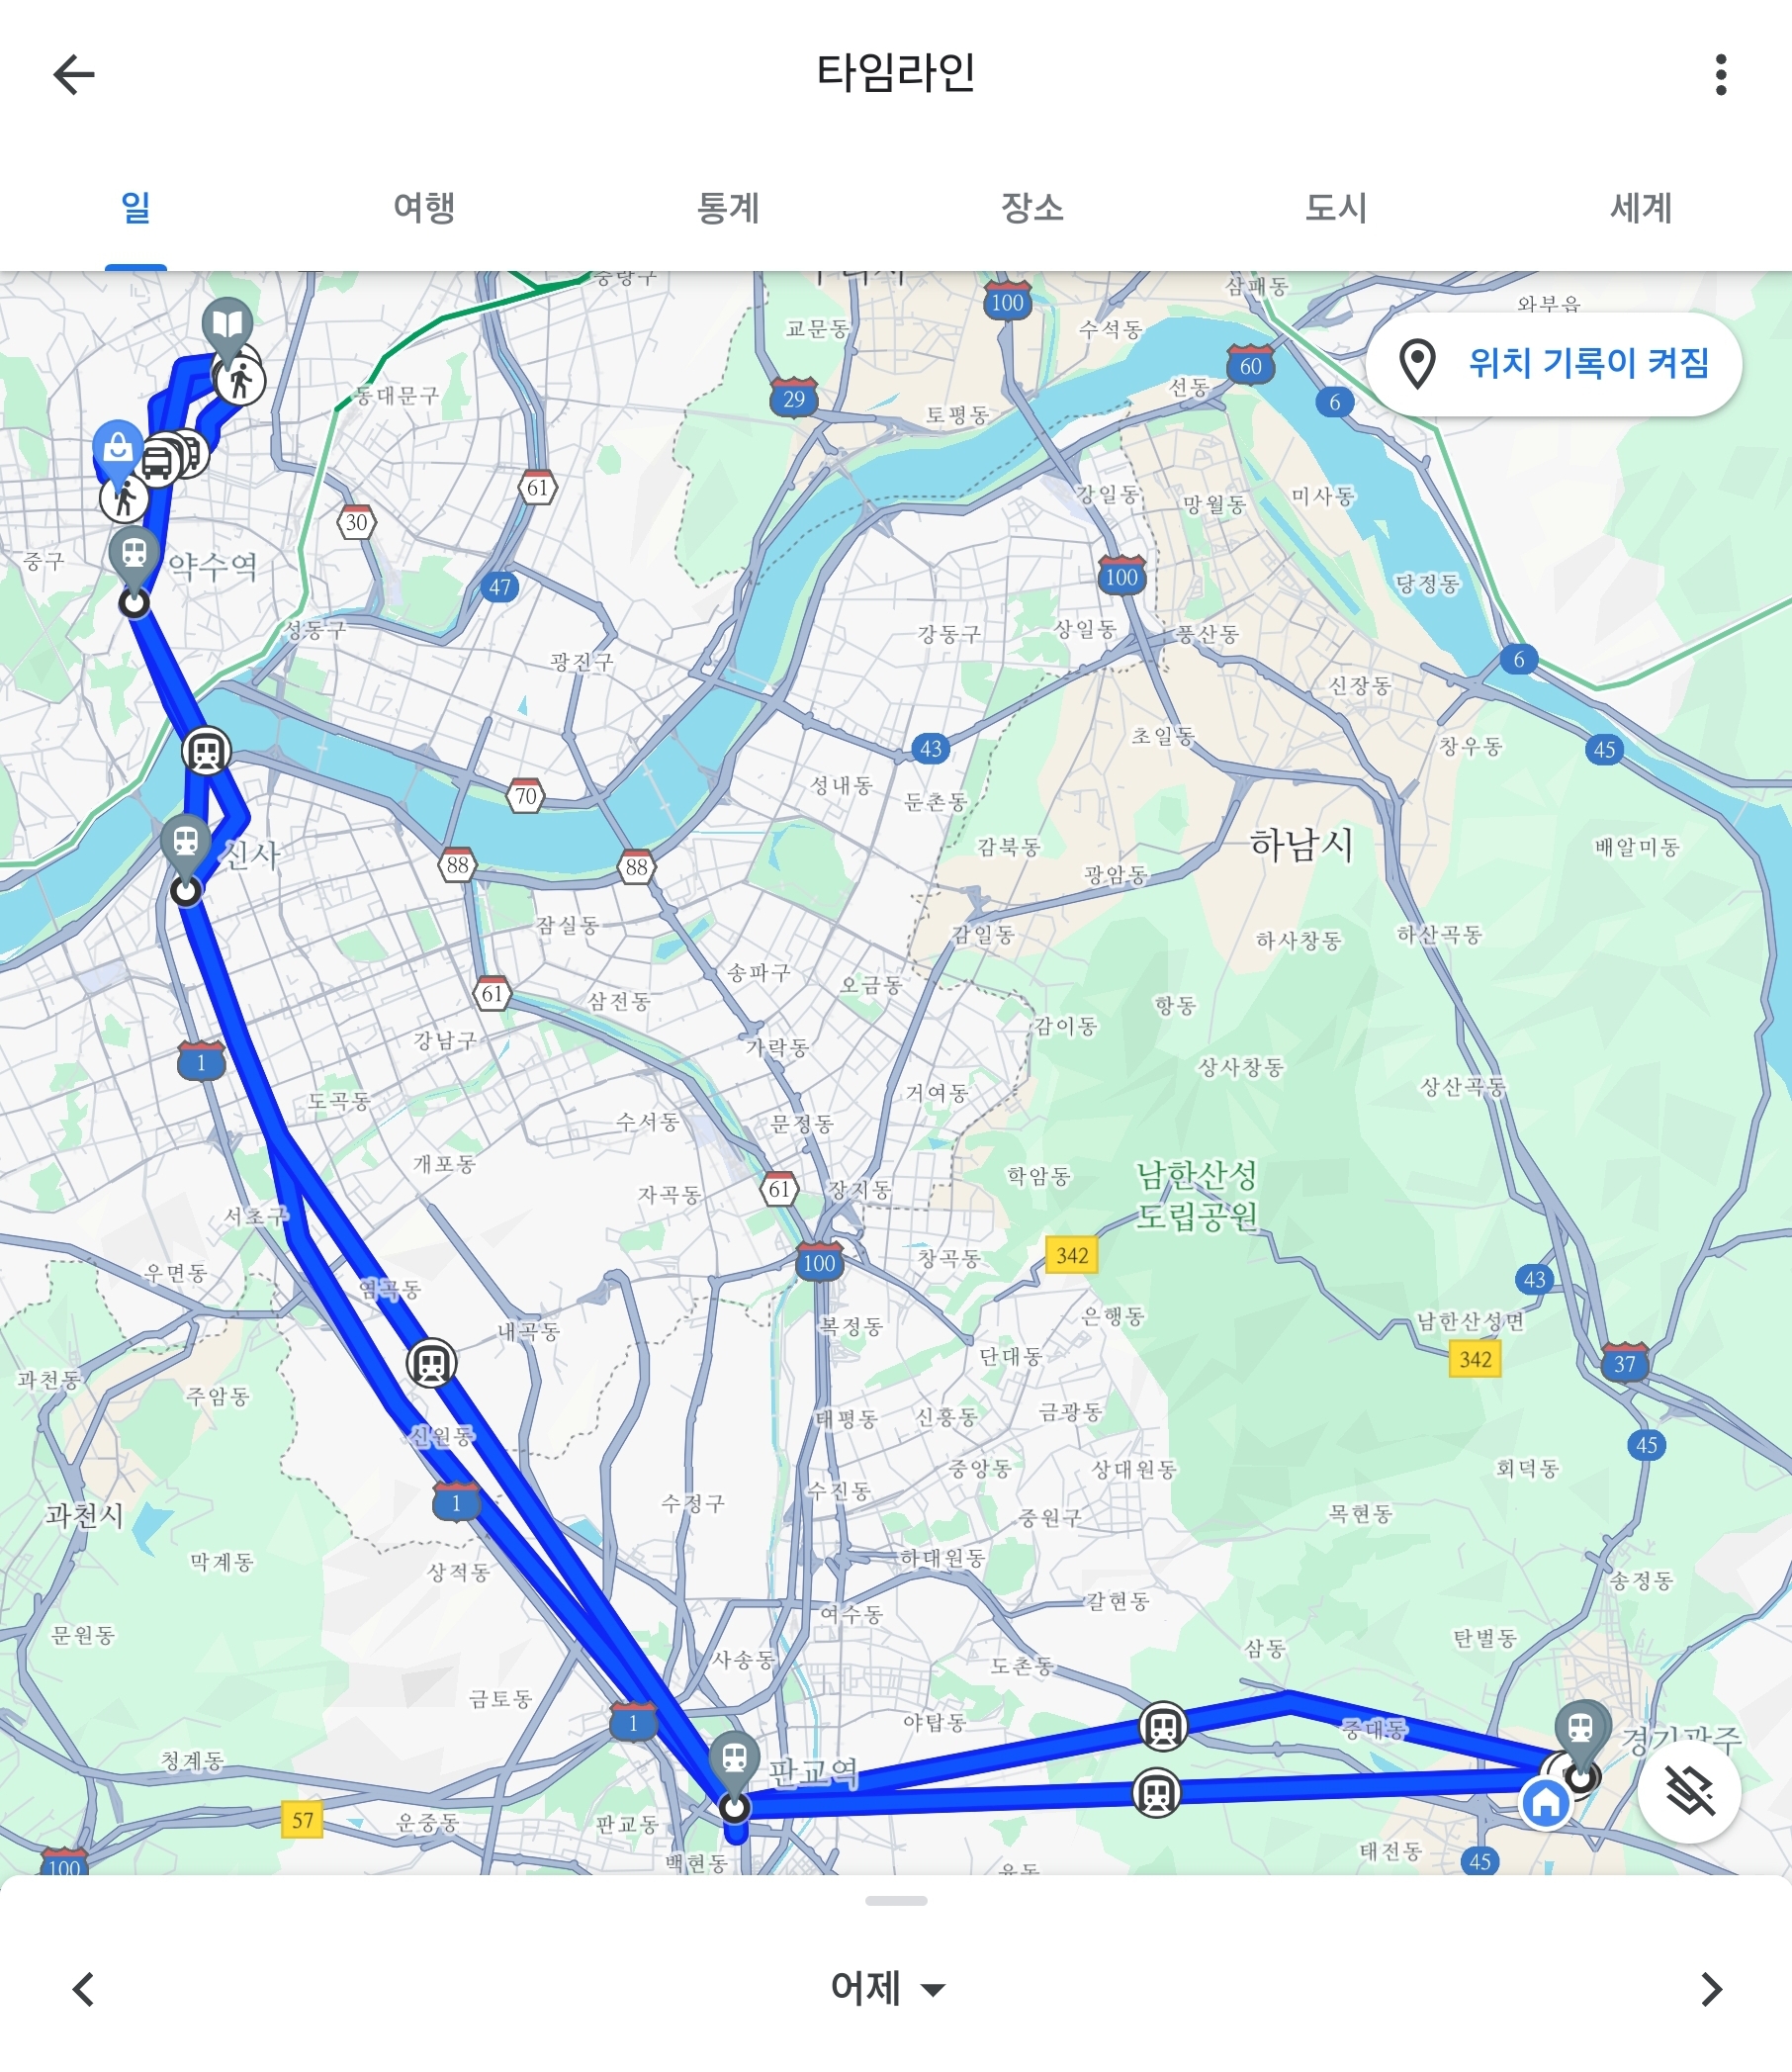 타임라인
일 여행 통계 장소 도시 세계
위치 기록이 켜짐
중랑구
100
삼패동
와부읍
교문동
수석동
60
29
선동
6
동대문구
토평동
61
강일동
망월동
미사동
30
중구
약수역
47
100
당정동
성동구
강동구
상일동
풍산동
광진구
6
신장동
43
초일동
창우동
45
70
성내동
둔촌동
신사
88
88
감북동
하남시
배알미동
광암동
잠실동
감일동
하사창동
하산곡동
송파구
오금동
61
삼전동
항동
감이동
강남구
가락동
1
상사창동
상산곡동
도곡동
거여동
수서동
문정동
개포동
학암동
남한산성
도립공원
자곡동
61
장지동
서초구
우면동
염곡동
100
창곡동
342
43
내곡동
복정동
은행동
남한산성면
과천동
단대동
342
37
주암동
신원동
태평동
신흥동
금광동
45
중앙동
상대원동
회덕동
과천시
1
수정구
수진동
중원구
목현동
막계동
상적동
하대원동
송정동
문원동
여수동
갈현동
탄벌동
사송동
도촌동
삼동
금토동
1
야탑동
중대동
경기광주
청계동
판교역
57
운중동
판교동
100
백현동
태전동
45
어제